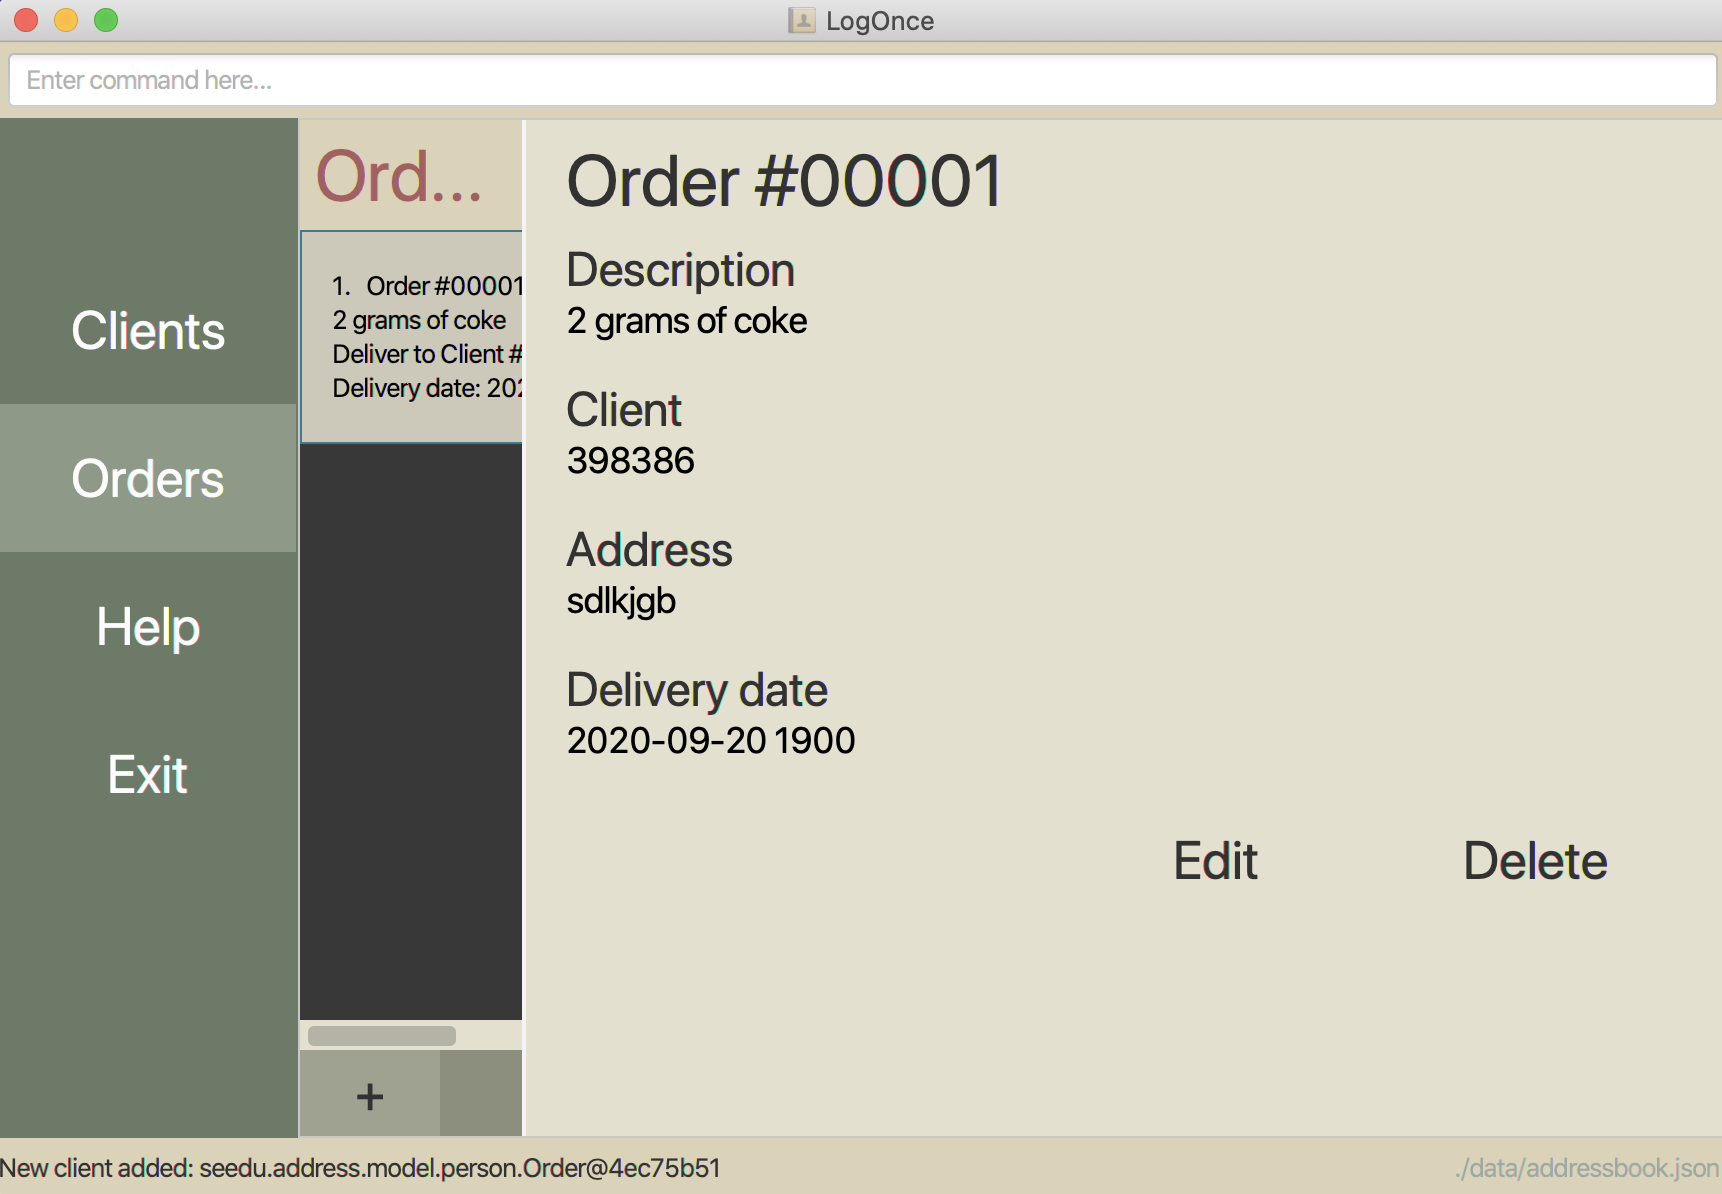 LogOnce
Enter command here...
Clients
Orders
Help
Exit
Ord...
1. Order #00001
2 grams of coke
Deliver to Client #
Delivery date: 202
+
Order #00001
Description
2 grams of coke
Client
398386
Address
sdlkjgb
Delivery date
2020-09-20 1900
Edit
Delete
New client added: seedu.address.model.person.Order@4ec75b51
./data/addressbook.json